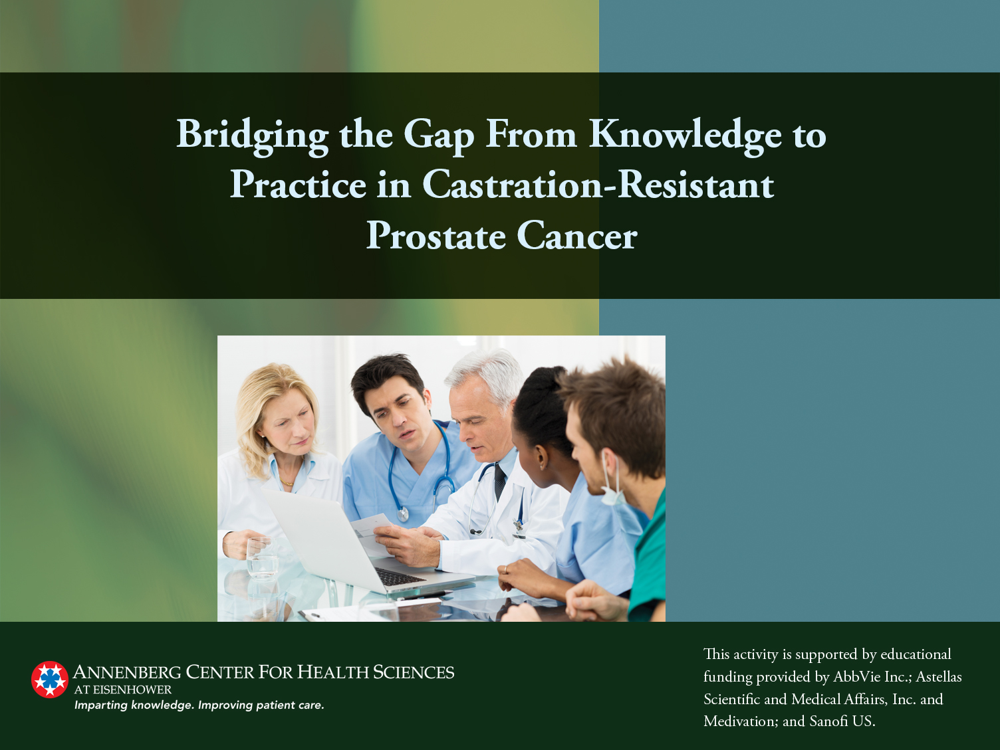 Bridging the Gap From Knowledge to
Practice in Castration-Resistant
Prostate Cancer
ANNENBERG CENTER FOR HEALTH SCIENCES
AT EISENHOWER
Imparting knowledge. Improving patient care.
This activity is supported by educational
funding provided by AbbVie Inc.; Astellas
Scientific and Medical Affairs, Inc. and
Medivation; and Sanofi US.